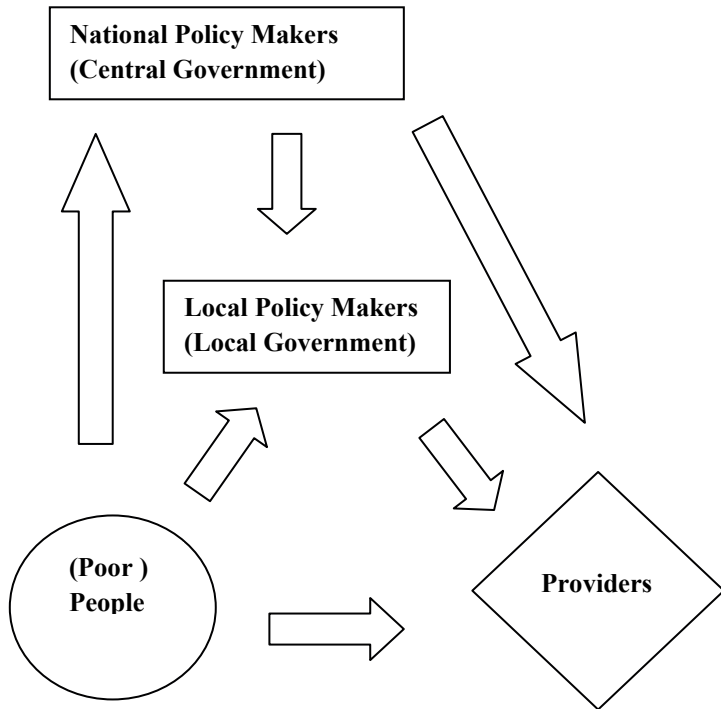 National Policy Makers
(Central Government)
Local Policy Makers
(Local Government)
(Poor )
People
Providers